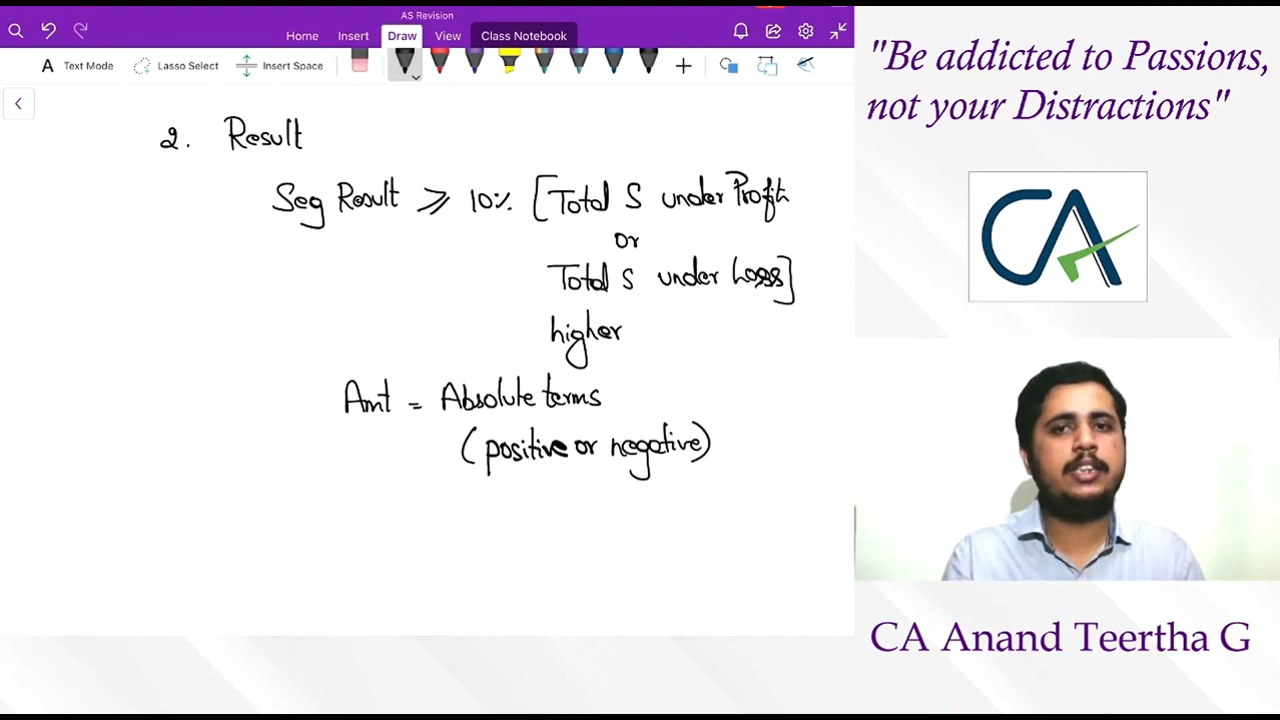 AS Revision
Home Insert Draw View Class Notebook
A Text Mode Lasso Select Insert Space
2. Result
Seg Result ⩾ 10% [Total S under Profit
or
Total S under Loss]
higher
Amt = Absolute terms
(positive or negative)
"Be addicted to Passions,
not your Distractions"
CA
CA Anand Teertha G